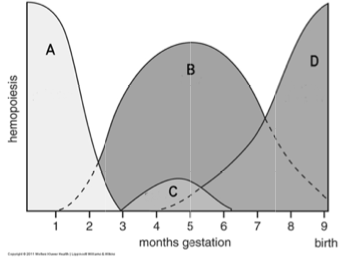 A
B
C
D
hemopoiesis
1 2 3 4 5 6 7 8 9
months gestation
birth